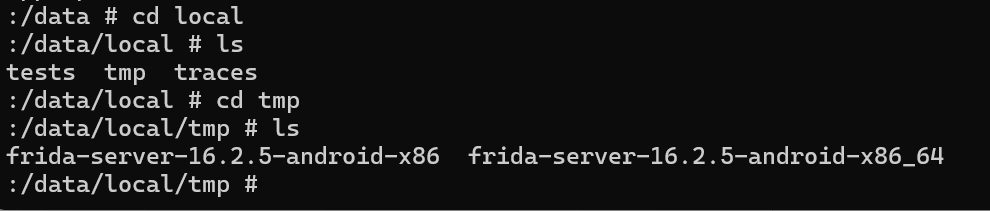 :/data # cd local
:/data/local # ls
tests  tmp  traces
:/data/local # cd tmp
:/data/local/tmp # ls
frida-server-16.2.5-android-x86  frida-server-16.2.5-android-x86_64
:/data/local/tmp #